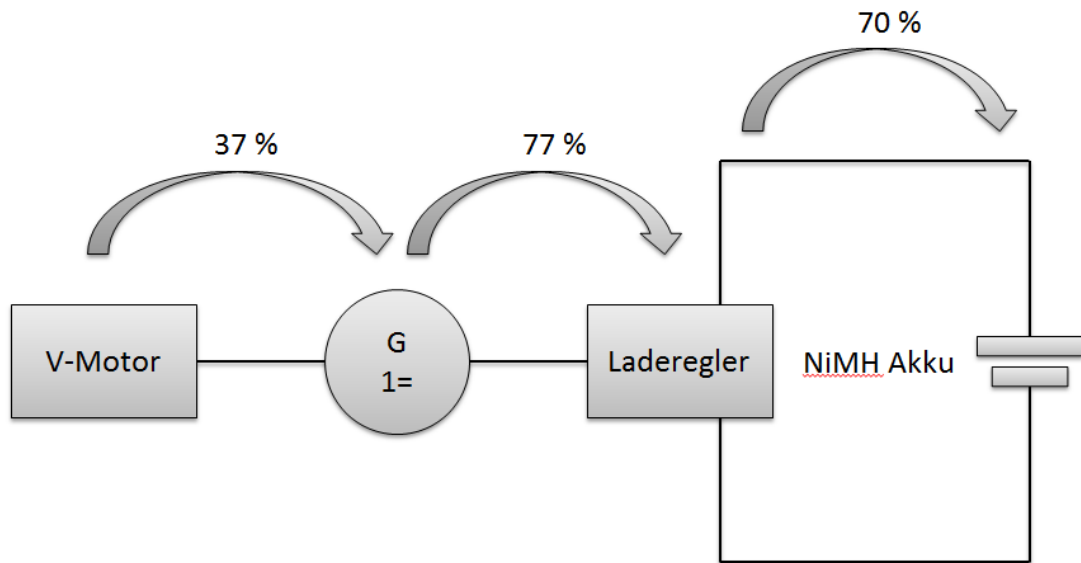 70 %
37 %
77 %
V-Motor
G
1=
Laderegler
NiMH Akku